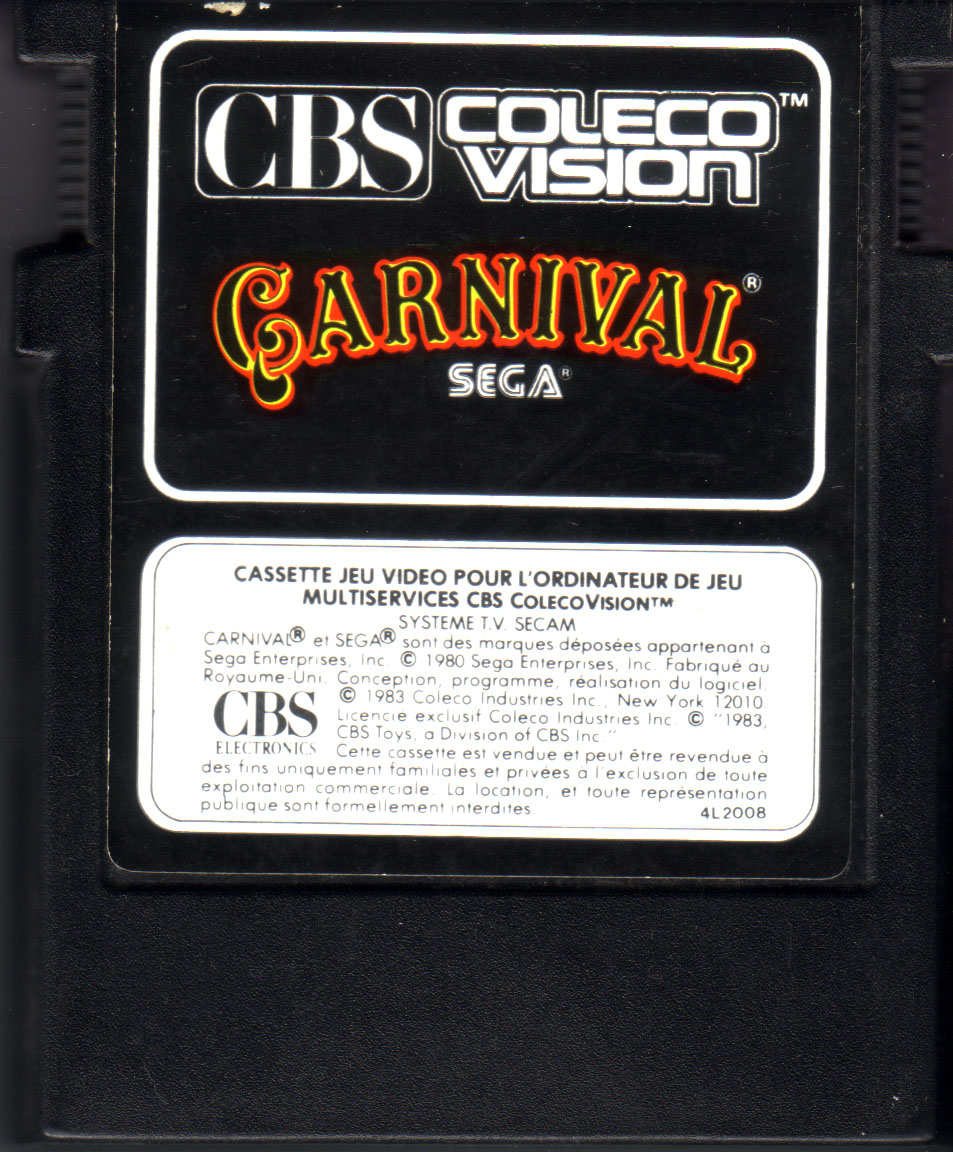 CBS COLECO VISION™
CARNIVAL®
SEGA®
CASSETTE JEU VIDEO POUR L'ORDINATEUR DE JEU
MULTISERVICES CBS COLECOVISION™
SYSTEME T.V. SECAM
CARNIVAL® et SEGA® sont des marques déposées appartenant à
Sega Enterprises, Inc. © 1980 Sega Enterprises, Inc. Fabriqué au
Royaume-Uni. Conception, programme, réalisation du logiciel.
© 1983 Coleco Industries Inc., New York 12010.
Licencié exclusif Coleco Industries Inc. © "1983,
CBS Toys, a Division of CBS Inc."
CBS
ELECTRONICS
Cette cassette est vendue et peut être revendue à
des fins uniquement familiales et privées à l'exclusion de toute
exploitation commerciale. La location, et toute représentation
publique sont formellement interdites.
4L2008